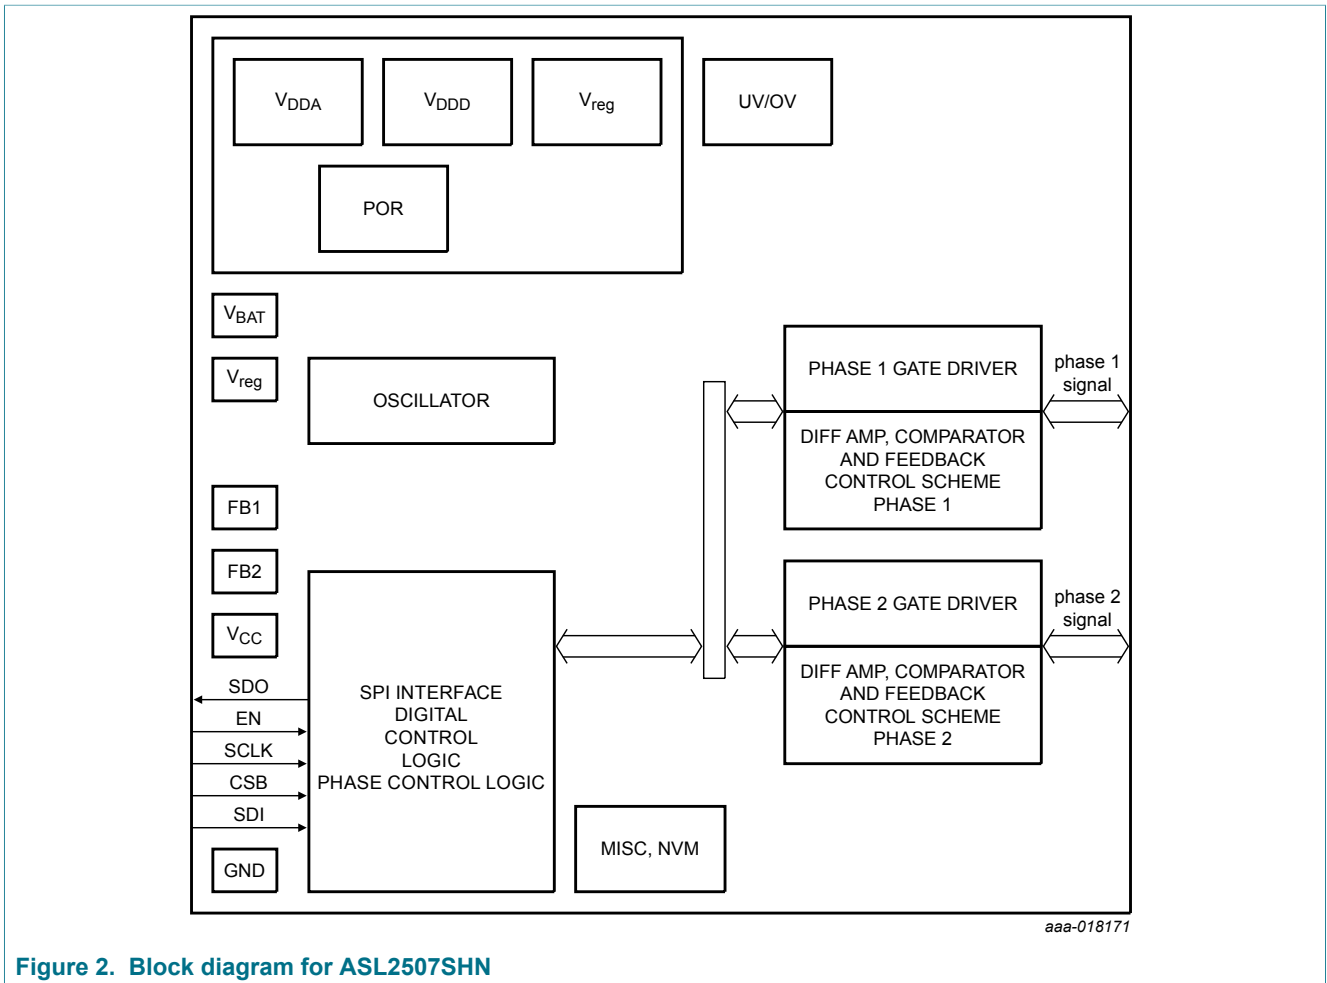 VDDA
VDDD
Vreg
UV/OV
POR
VBAT
Vreg
OSCILLATOR
FB1
FB2
VCC
SDO
EN
SCLK
CSB
SDI
GND
SPI INTERFACE
DIGITAL
CONTROL
LOGIC
PHASE CONTROL LOGIC
MISC, NVM
PHASE 1 GATE DRIVER
DIFF AMP, COMPARATOR
AND FEEDBACK
CONTROL SCHEME
PHASE 1
phase 1
signal
PHASE 2 GATE DRIVER
DIFF AMP, COMPARATOR
AND FEEDBACK
CONTROL SCHEME
PHASE 2
phase 2
signal
aaa-018171
Figure 2. Block diagram for ASL2507SHN